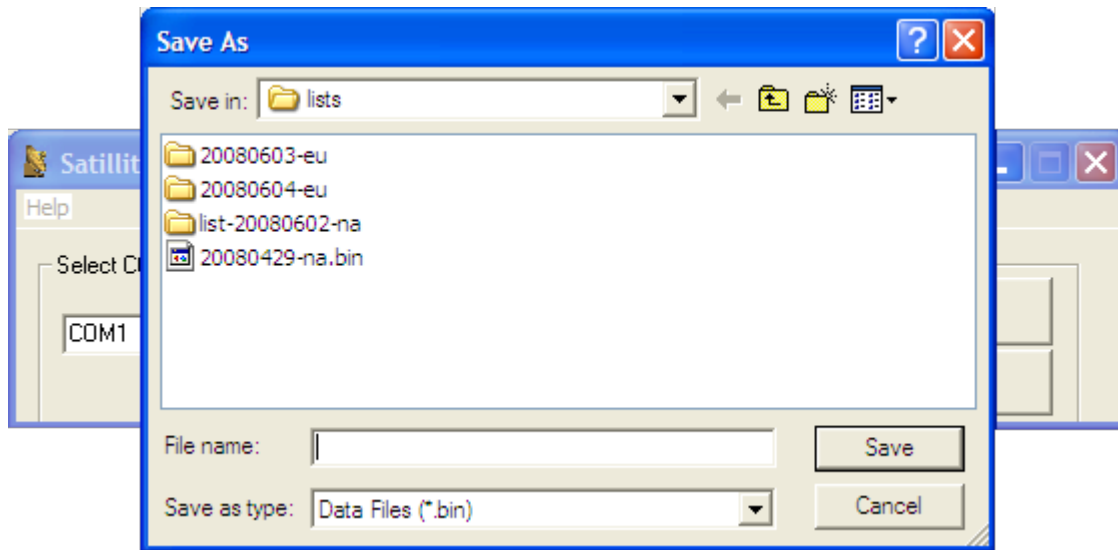 Save As
Save in: lists
Satillit
Help
20080603-eu
20080604-eu
list-20080602-na
20080429-na.bin
Select C
COM1
File name:
Save
Save as type: Data Files (*.bin)
Cancel